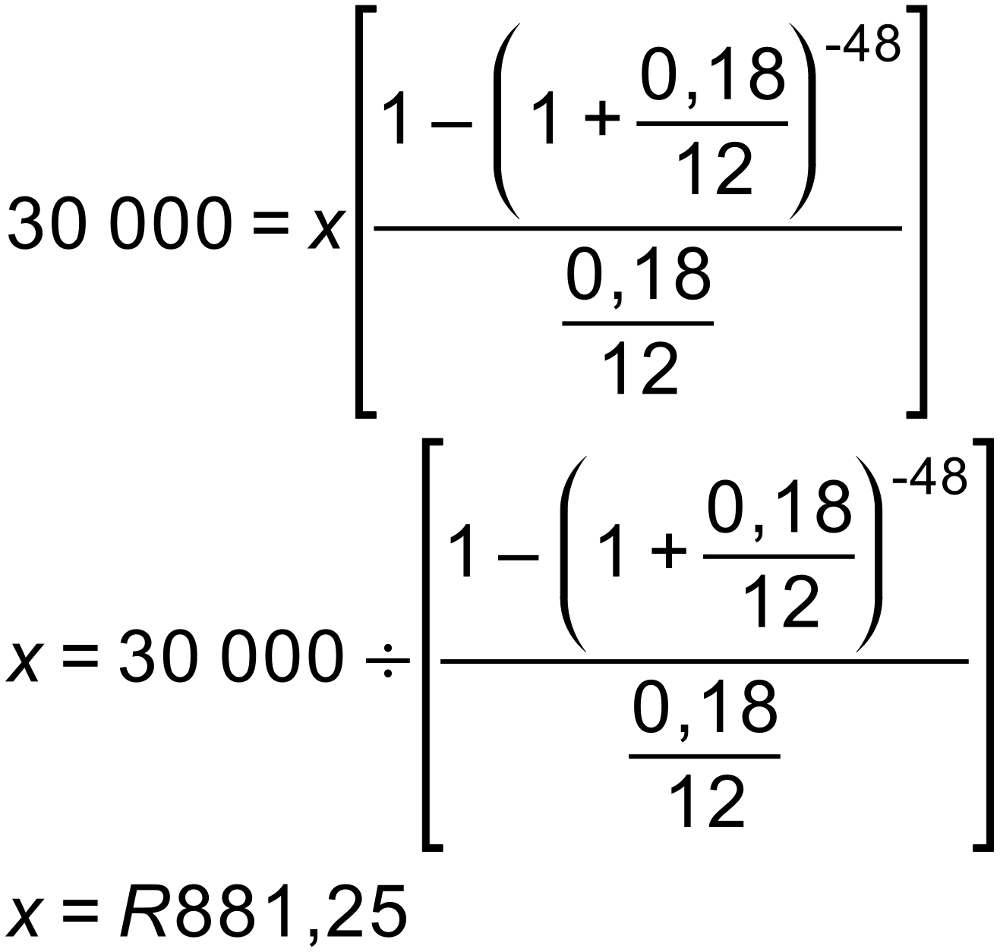 30 000 = x[(1 – (1 + 0,18/12)^-48) / (0,18/12)]
x = 30 000 ÷ [(1 – (1 + 0,18/12)^-48) / (0,18/12)]
x = R881,25